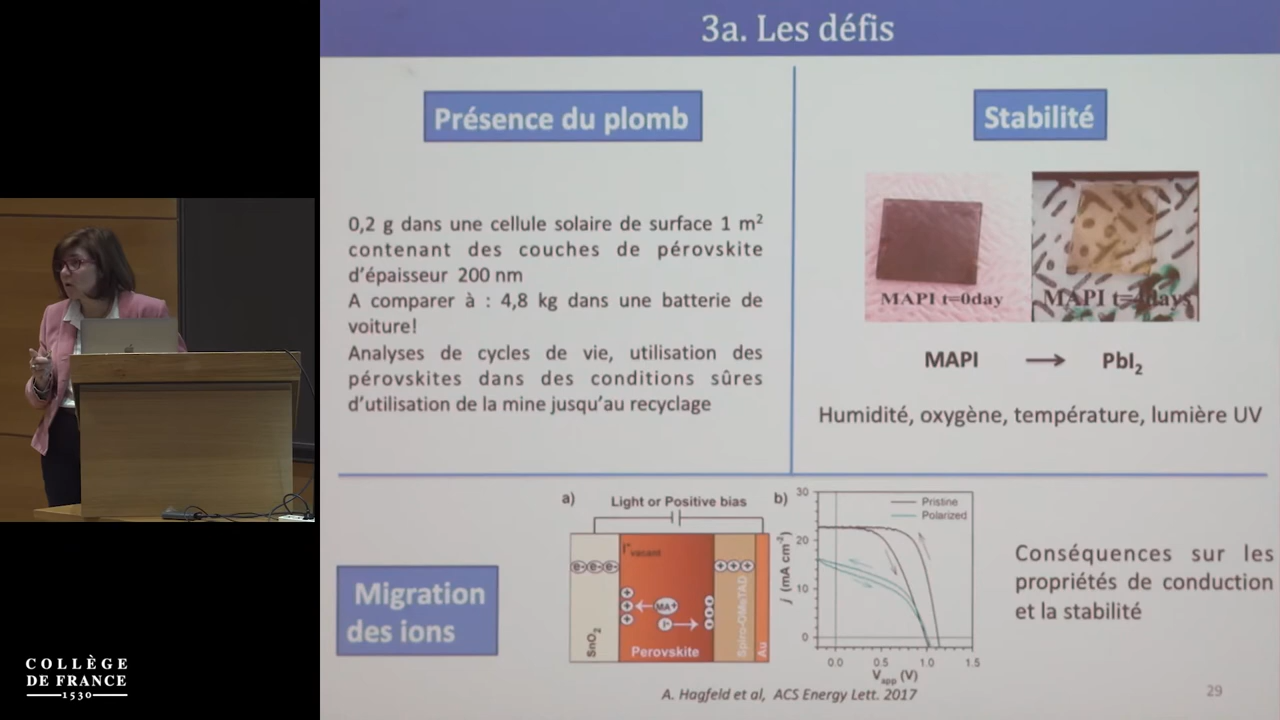 3a. Les défis
Présence du plomb
0,2 g dans une cellule solaire de surface 1 m²
contenant des couches de pérovskite
d'épaisseur 200 nm
A comparer à : 4,8 kg dans une batterie de
voiture!
Analyses de cycles de vie, utilisation des
pérovskites dans des conditions sûres
d'utilisation de la mine jusqu'au recyclage
Stabilité
MAPI t=0day
MAPI t=4days
MAPI → PbI₂
Humidité, oxygène, température, lumière UV
Migration
des ions
a)
Light or Positive bias
I⁻vacant
e- e- e-
+ + +
+
+
+
MA+
I-
SnO₂
Perovskite
Spiro-OMeTAD
Au
b)
Pristine
Polarized
30
20
10
0
J (mA cm⁻²)
0.0 0.5 1.0 1.5
Vapp (V)
Conséquences sur les
propriétés de conduction
et la stabilité
A. Hagfeld et al, ACS Energy Lett. 2017
29
COLLÈGE
DE FRANCE
1530